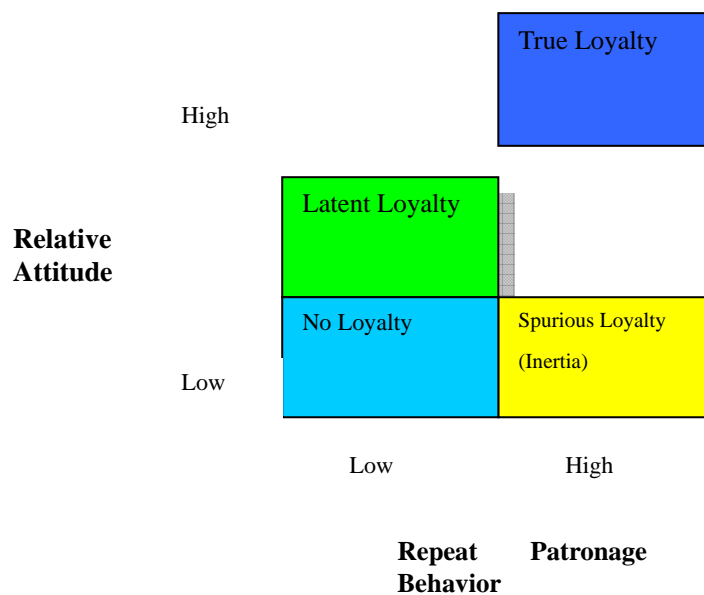 True Loyalty
High
Latent Loyalty
Relative
Attitude
No Loyalty
Spurious Loyalty
(Inertia)
Low
Low High
Repeat Patronage
Behavior